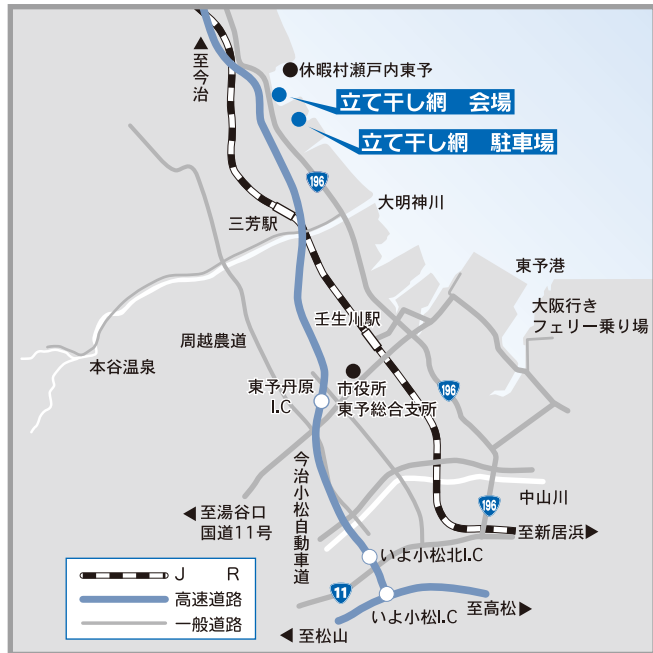 ▲至今治
休暇村瀬戸内東予
立て干し網　会場
立て干し網　駐車場
196
大明神川
三芳駅
東予港
大阪行き
フェリー乗り場
壬生川駅
周越農道
本谷温泉
東予丹原
I.C
市役所
東予総合支所
196
今治小松自動車道
中山川
196
◀至湯谷口
国道11号
至新居浜▶
いよ小松北I.C
11
いよ小松I.C
至高松▶
◀至松山
J R
高速道路
一般道路